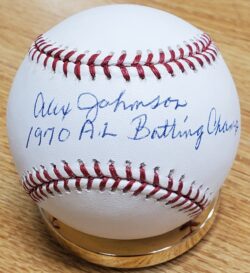 Alex Johnson
1970 A.L Batting Champ